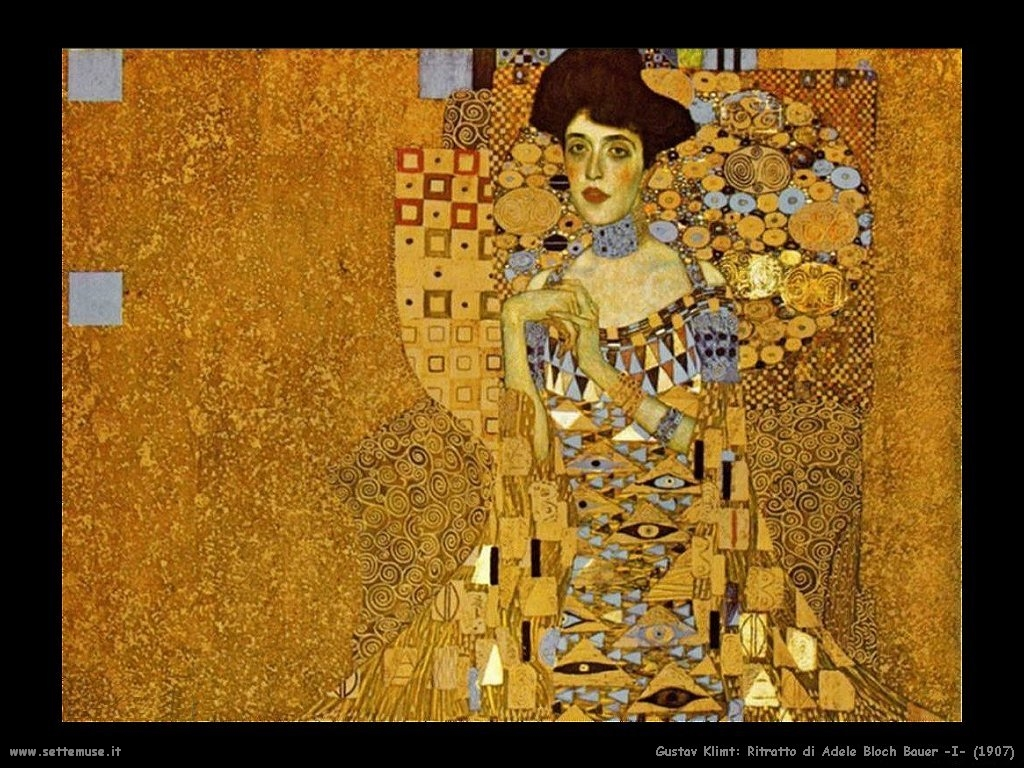 www.settemuse.it
Gustav Klimt: Ritratto di Adele Bloch Bauer -I- (1907)